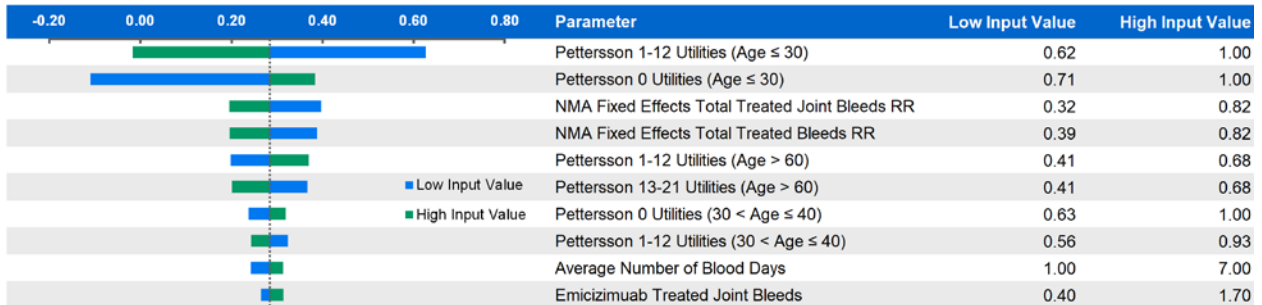 -0.20 0.00 0.20 0.40 0.60 0.80 Parameter Low Input Value High Input Value
Pettersson 1-12 Utilities (Age ≤ 30) 0.62 1.00
Pettersson 0 Utilities (Age ≤ 30) 0.71 1.00
NMA Fixed Effects Total Treated Joint Bleeds RR 0.32 0.82
NMA Fixed Effects Total Treated Bleeds RR 0.39 0.82
Pettersson 1-12 Utilities (Age > 60) 0.41 0.68
Low Input Value Pettersson 13-21 Utilities (Age > 60) 0.41 0.68
High Input Value Pettersson 0 Utilities (30 < Age ≤ 40) 0.63 1.00
Pettersson 1-12 Utilities (30 < Age ≤ 40) 0.56 0.93
Average Number of Blood Days 1.00 7.00
Emicizimuab Treated Joint Bleeds 0.40 1.70